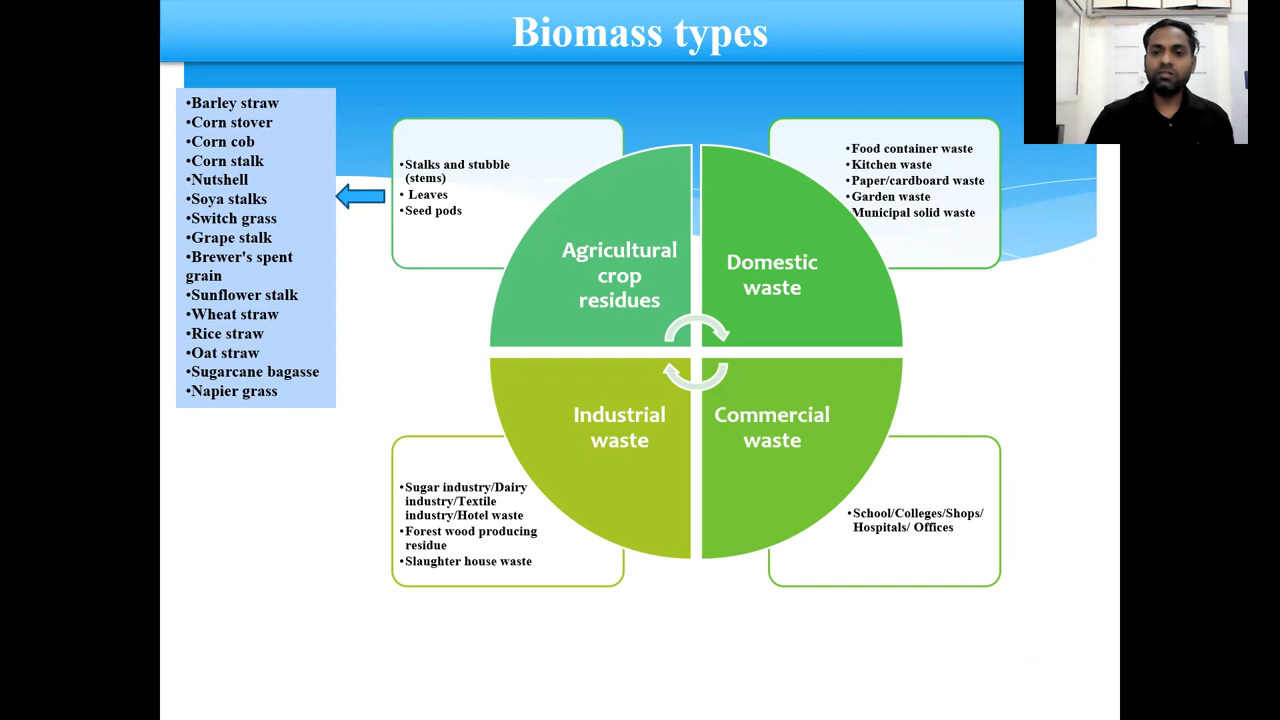 Biomass types
•Barley straw
•Corn stover
•Corn cob
•Corn stalk
•Nutshell
•Soya stalks
•Switch grass
•Grape stalk
•Brewer's spent
grain
•Sunflower stalk
•Wheat straw
•Rice straw
•Oat straw
•Sugarcane bagasse
•Napier grass
•Stalks and stubble
(stems)
• Leaves
•Seed pods
Agricultural
crop
residues
•Food container waste
•Kitchen waste
•Paper/cardboard waste
•Garden waste
•Municipal solid waste
Domestic
waste
Industrial
waste
•Sugar industry/Dairy
industry/Textile
industry/Hotel waste
•Forest wood producing
residue
•Slaughter house waste
Commercial
waste
•School/Colleges/Shops/
Hospitals/ Offices